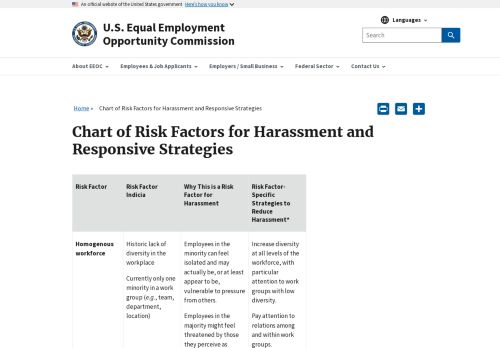 An official website of the United States government Here's how you know
U.S. Equal Employment
Opportunity Commission
Languages
Search
About EEOC
Employees & Job Applicants
Employers / Small Business
Federal Sector
Contact Us
Home » Chart of Risk Factors for Harassment and Responsive Strategies
Chart of Risk Factors for Harassment and
Responsive Strategies
Risk Factor
Risk Factor
Indicia
Why This is a Risk
Factor for
Harassment
Risk Factor-
Specific
Strategies to
Reduce
Harassment*
Homogenous
workforce
Historic lack of
diversity in the
workplace
Currently only one
minority in a work
group (e.g., team,
department,
location)
Employees in the
minority can feel
isolated and may
actually be, or at least
appear to be,
vulnerable to pressure
from others.
Employees in the
majority might feel
threatened by those
they perceive as
Increase diversity
at all levels of the
workforce, with
particular
attention to work
groups with low
diversity.
Pay attention to
relations among
and within work
groups.